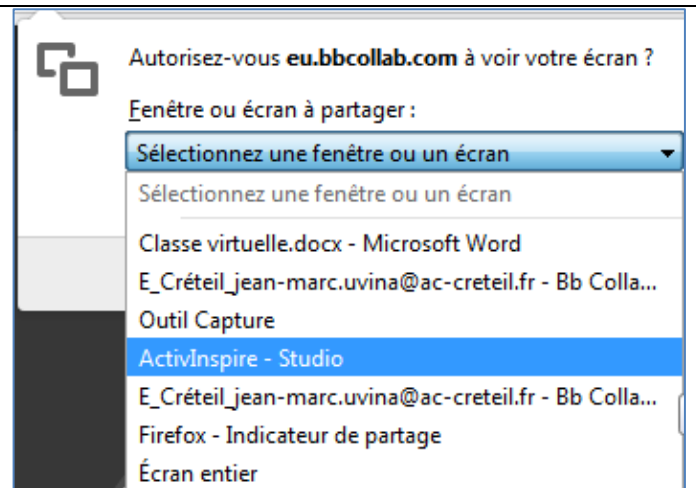 Autorisez-vous eu.bbcollab.com à voir votre écran ?
Fenêtre ou écran à partager :
Sélectionnez une fenêtre ou un écran
Sélectionnez une fenêtre ou un écran
Classe virtuelle.docx - Microsoft Word
E_Créteil_jean-marc.uvina@ac-creteil.fr - Bb Colla...
Outil Capture
ActivInspire - Studio
E_Créteil_jean-marc.uvina@ac-creteil.fr - Bb Colla...
Firefox - Indicateur de partage
Écran entier